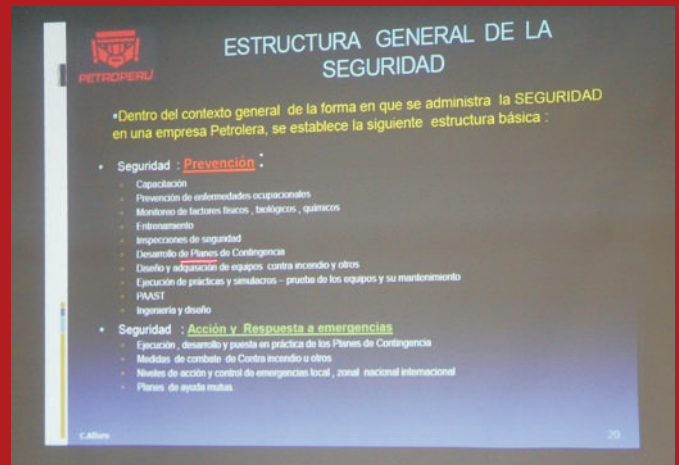 PETROPERÚ
ESTRUCTURA GENERAL DE LA
SEGURIDAD
▪Dentro del contexto general de la forma en que se administra la SEGURIDAD
en una empresa Petrolera, se establece la siguiente estructura básica :
• Seguridad : Prevención :
Capacitación
Prevención de enfermedades ocupacionales
Monitoreo de factores físicos , biológicos , químicos
Entrenamiento
Inspecciones de seguridad
Desarrollo de Planes de Contingencia
Diseño y adquisición de equipos contra incendio y otros
Ejecución de prácticas y simulacros – prueba de los equipos y su mantenimiento
PAAST
Ingeniería y diseño
• Seguridad : Acción y Respuesta a emergencias
Ejecución , desarrollo y puesta en práctica de los Planes de Contingencia
Medidas de combate de Contra incendio u otros
Niveles de acción y control de emergencias local , zonal nacional internacional
Planes de ayuda mutua.
C.Alfaro
20